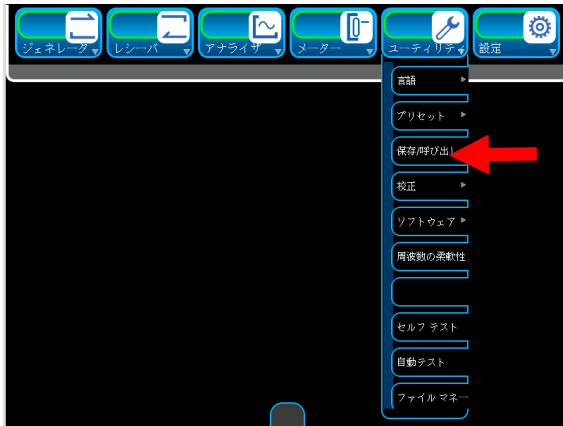 ジェネレータ
レシーバ
アナライザ
メーター
ユーティリティ
設定
言語
プリセット
保存/呼び出し
校正
ソフトウェア
周波数の柔軟性
セルフ テスト
自動テスト
ファイル マネー